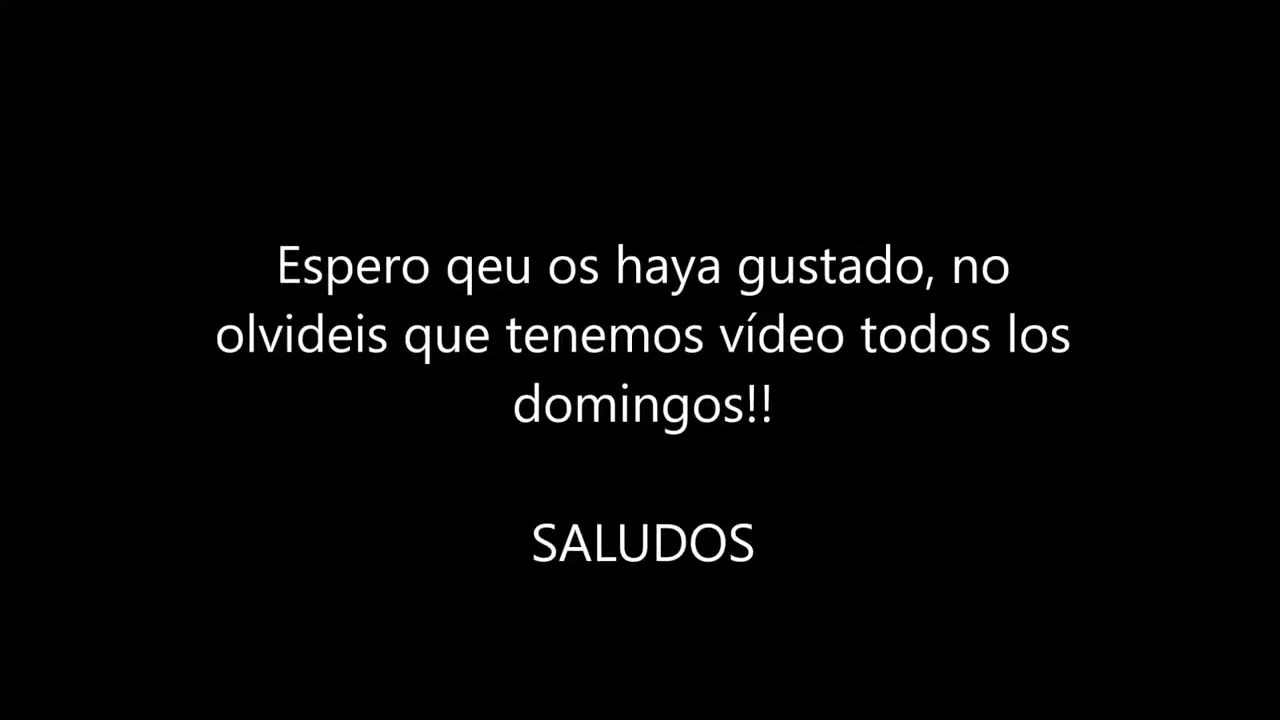 Espero qeu os haya gustado, no
olvideis que tenemos vídeo todos los
domingos!!
SALUDOS